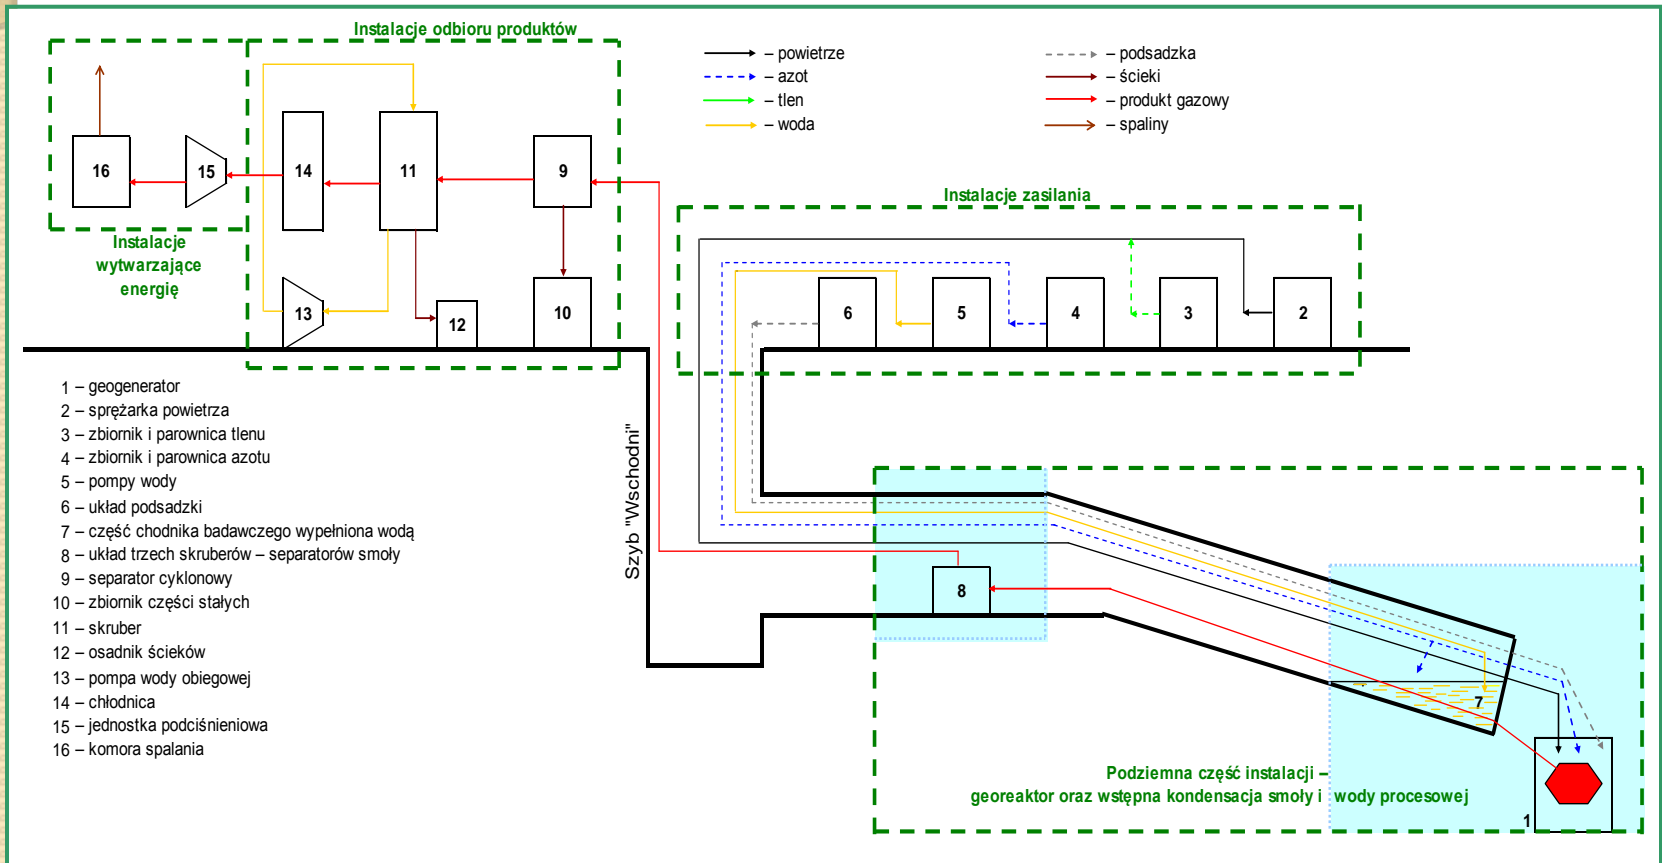 Instalacje odbioru produktów
– powietrze
– azot
– tlen
– woda
– podsadzka
– ścieki
– produkt gazowy
– spaliny
16
15
14
11
9
Instalacje
wytwarzające
energię
13
12
10
Instalacje zasilania
6
5
4
3
2
1 – geogenerator
2 – sprężarka powietrza
3 – zbiornik i parownica tlenu
4 – zbiornik i parownica azotu
5 – pompy wody
6 – układ podsadzki
7 – część chodnika badawczego wypełniona wodą
8 – układ trzech skruberów – separatorów smoły
9 – separator cyklonowy
10 – zbiornik części stałych
11 – skruber
12 – osadnik ścieków
13 – pompa wody obiegowej
14 – chłodnica
15 – jednostka podciśnieniowa
16 – komora spalania
Szyb "Wschodni"
8
7
Podziemna część instalacji –
georeaktor oraz wstępna kondensacja smoły i wody procesowej
1